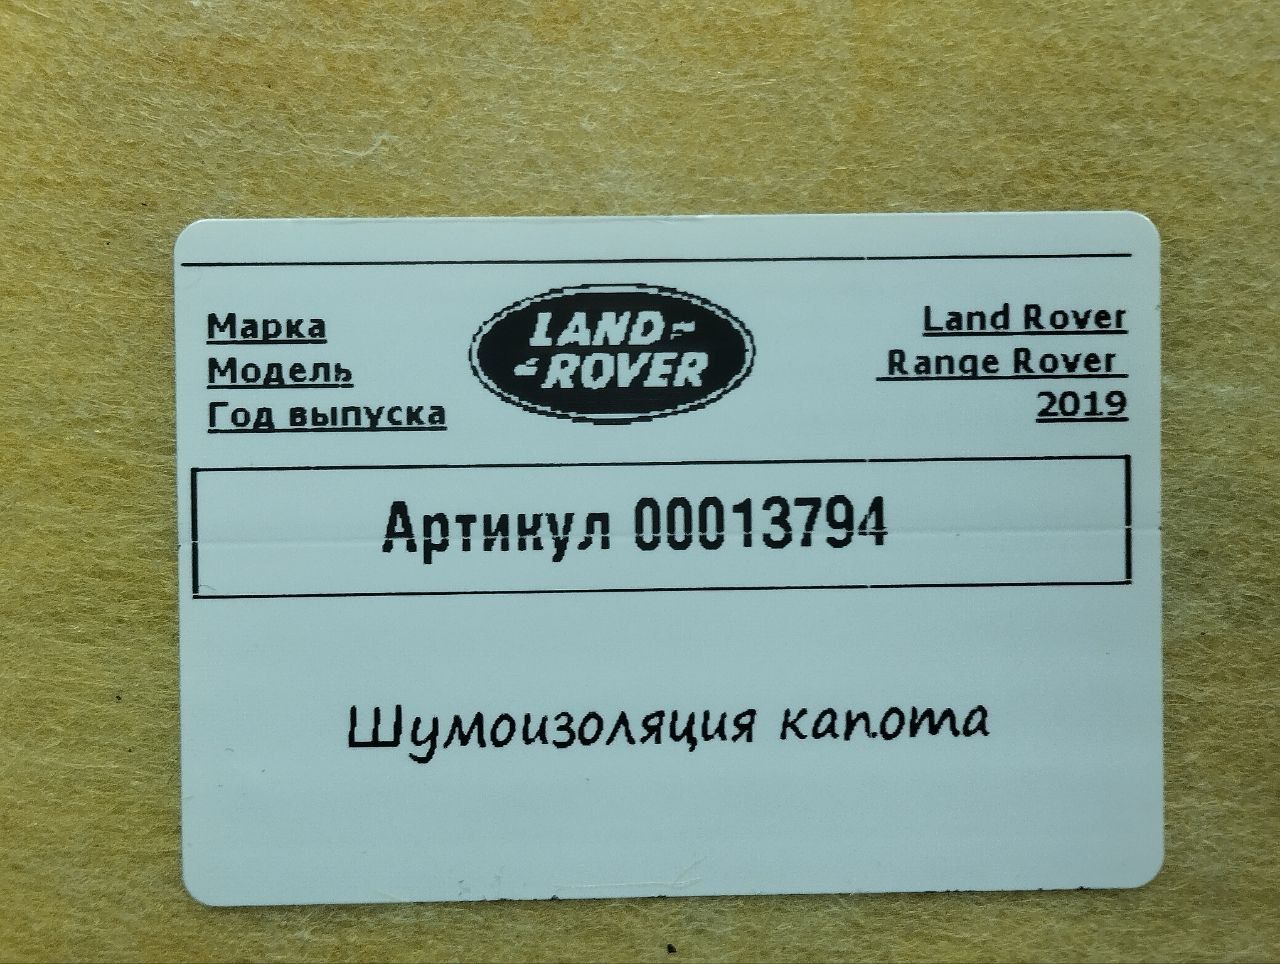 Марка
Модель
Год выпуска
LAND-
-ROVER
Land Rover
Range Rover
2019
Артикул 00013794
Шумоизоляция капота